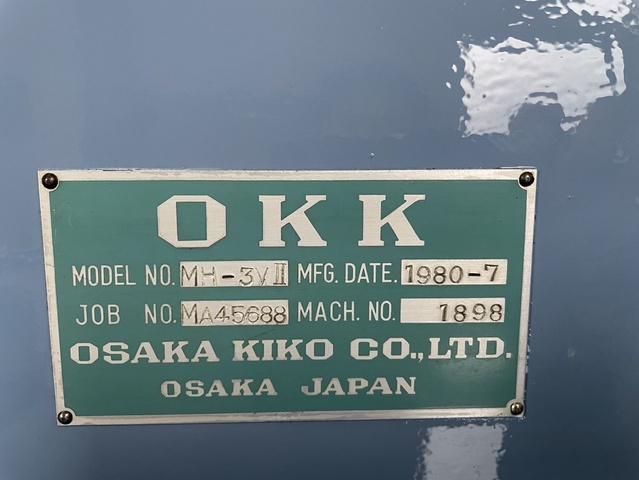 OKK
MODEL NO. MH-3VII MFG. DATE. 1980-7
JOB NO. MA45688 MACH. NO. 1898
OSAKA KIKO CO., LTD.
OSAKA JAPAN